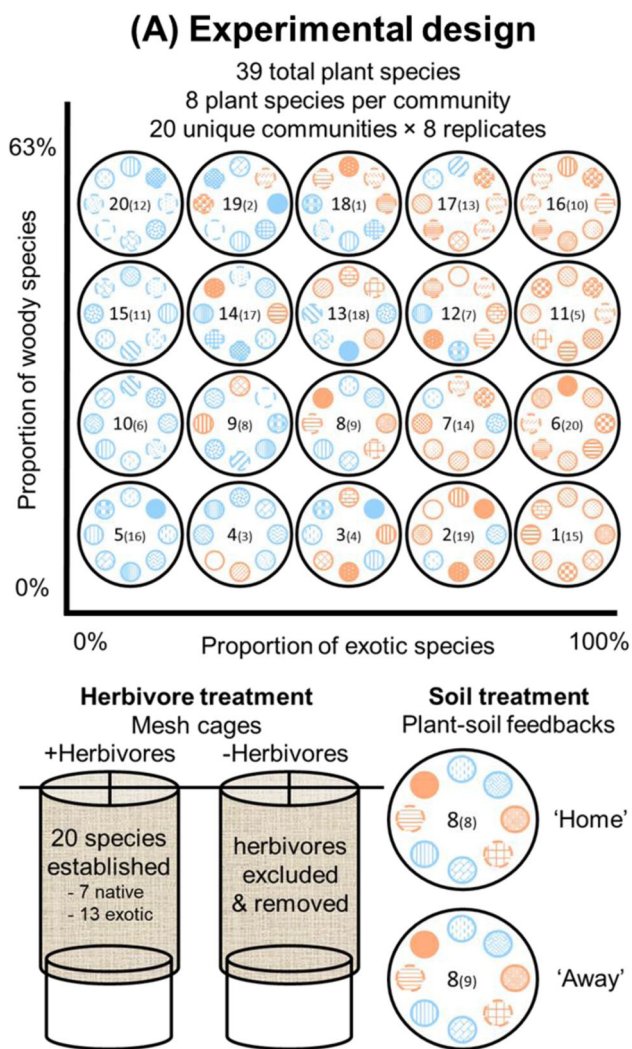 (A) Experimental design
39 total plant species
8 plant species per community
20 unique communities × 8 replicates
63%
Proportion of woody species
20(12) 19(2) 18(1) 17(13) 16(10)
15(11) 14(17) 13(18) 12(7) 11(5)
10(6) 9(8) 8(9) 7(14) 6(20)
5(16) 4(3) 3(4) 2(19) 1(15)
0%
0% Proportion of exotic species 100%
Herbivore treatment
Mesh cages
+Herbivores -Herbivores
20 species
established
- 7 native
- 13 exotic
herbivores
excluded
& removed
Soil treatment
Plant-soil feedbacks
8(8) 'Home'
8(9) 'Away'